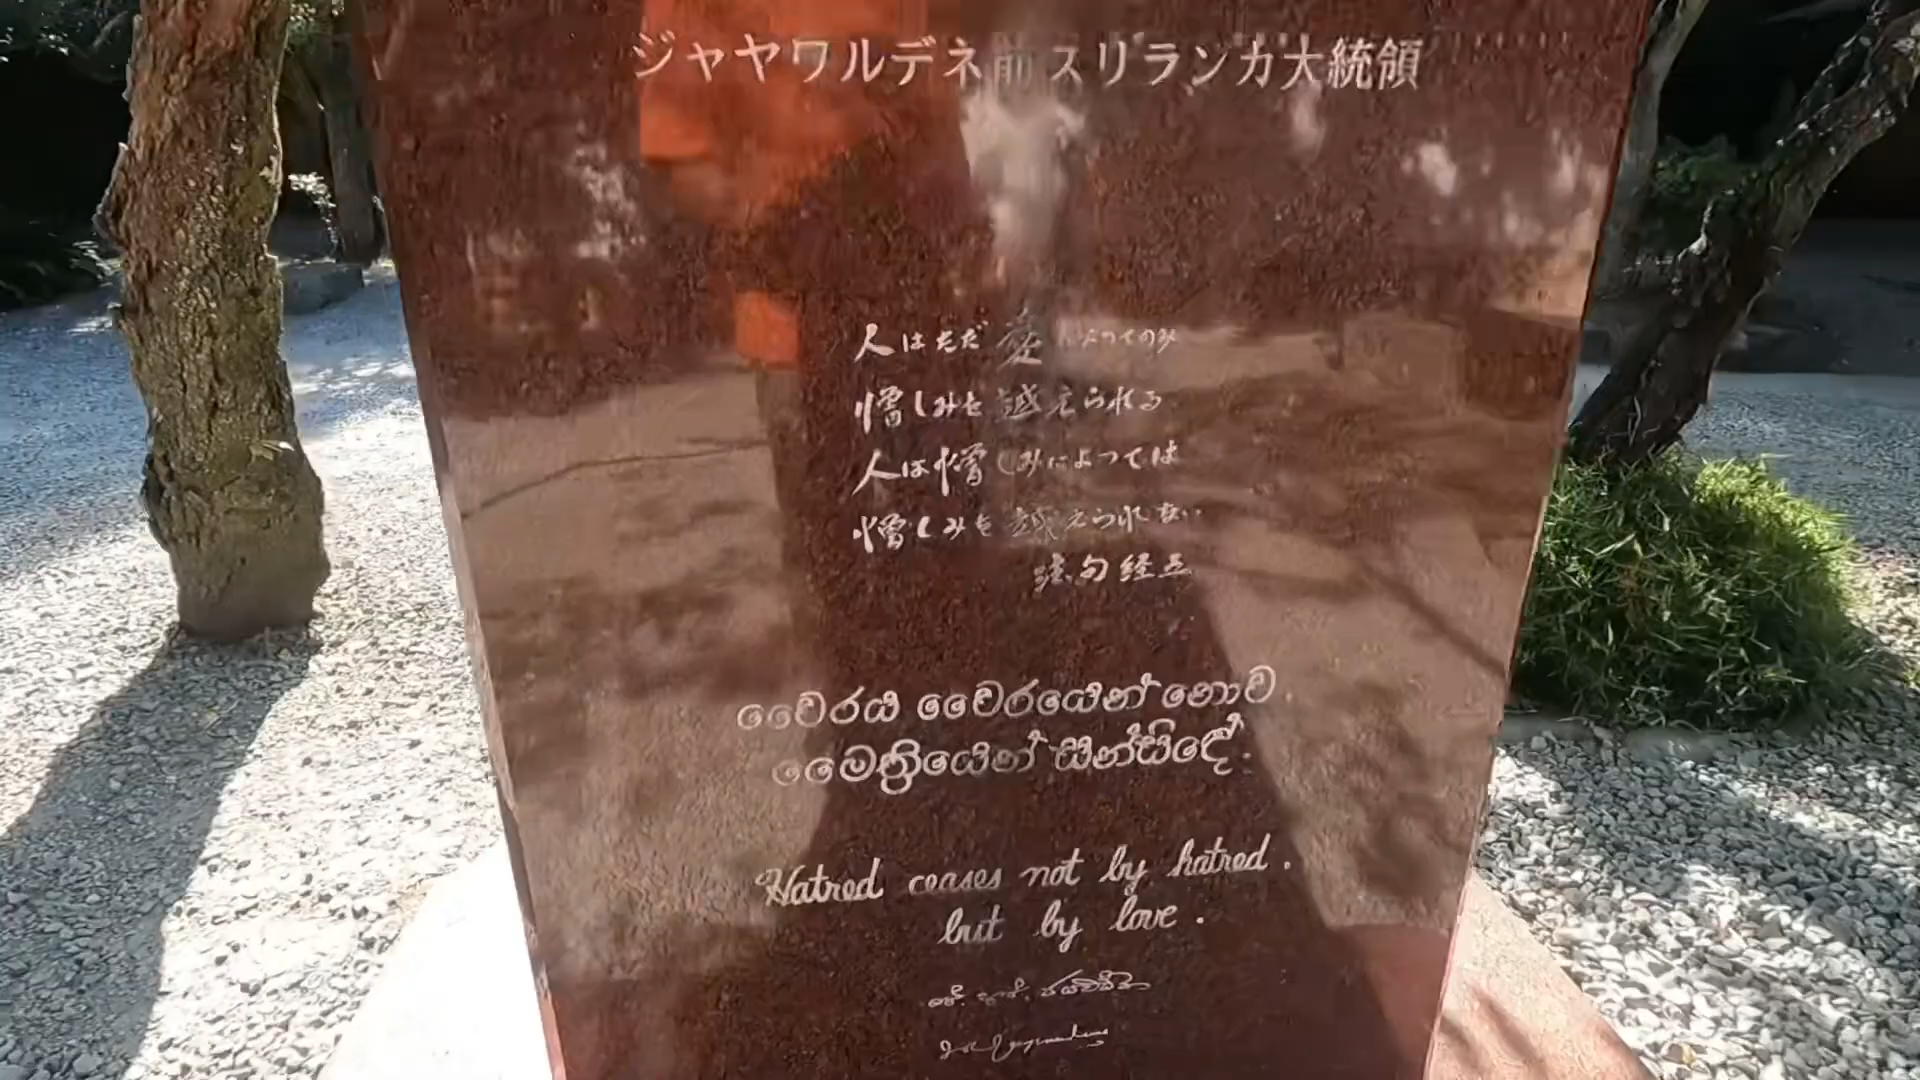 ジャヤワルデネ前スリランカ大統領
人はただ愛によってのみ
憎しみを越えられる
人は憎しみによっては
憎しみを越えられない
法句経五
වෛරය වෛරයෙන් නොව.
මෛත්‍රියෙන් සන්සිඳේ.
Hatred ceases not by hatred.
but by love.